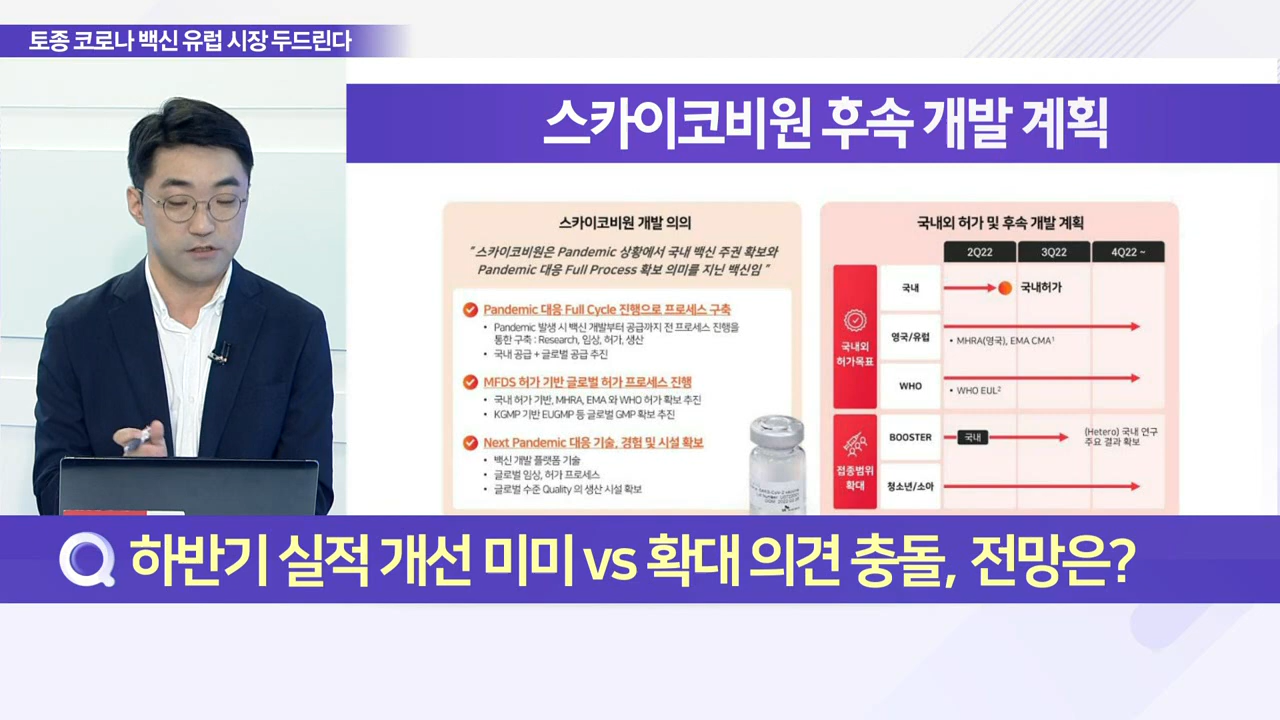 토종 코로나 백신 유럽 시장 두드린다
스카이코비원 후속 개발 계획
스카이코비원 개발 의의
" 스카이코비원은 Pandemic 상황에서 국내 백신 주권 확보와
Pandemic 대응 Full Process 확보 의미를 지닌 백신임 "
Pandemic 대응 Full Cycle 진행으로 프로세스 구축
• Pandemic 발생 시 백신 개발부터 공급까지 전 프로세스 진행을
통한 구축 : Research, 임상, 허가, 생산
• 국내 공급 + 글로벌 공급 추진
MFDS 허가 기반 글로벌 허가 프로세스 진행
• 국내 허가 기반, MHRA, EMA 와 WHO 허가 확보 추진
• KGMP 기반 EUGMP 등 글로벌 GMP 확보 추진
Next Pandemic 대응 기술, 경험 및 시설 확보
• 백신 개발 플랫폼 기술
• 글로벌 임상, 허가 프로세스
• 글로벌 수준 Quality 의 생산 시설 확보
국내외 허가 및 후속 개발 계획
2Q22 3Q22 4Q22 ~
국내외
허가목표
국내
국내허가
영국/유럽
• MHRA(영국), EMA CMA¹
WHO
• WHO EUL²
접종범위
확대
BOOSTER
국내
(Hetero) 국내 연구
주요 결과 확보
청소년/소아
하반기 실적 개선 미미 vs 확대 의견 충돌, 전망은?